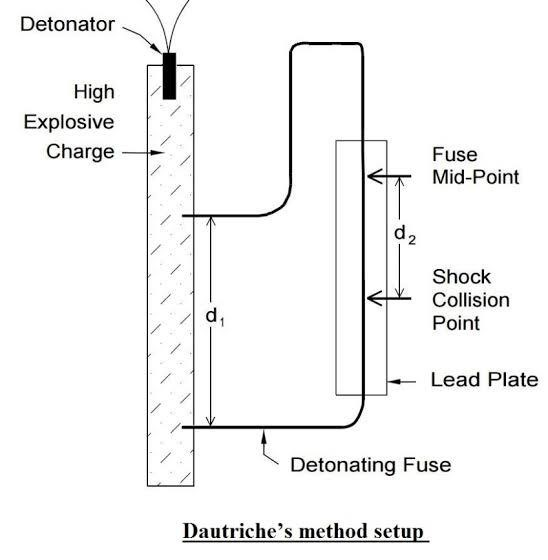 Detonator
High
Explosive
Charge
Fuse
Mid-Point
d2
Shock
Collision
Point
d1
Lead Plate
Detonating Fuse
Dautriche's method setup